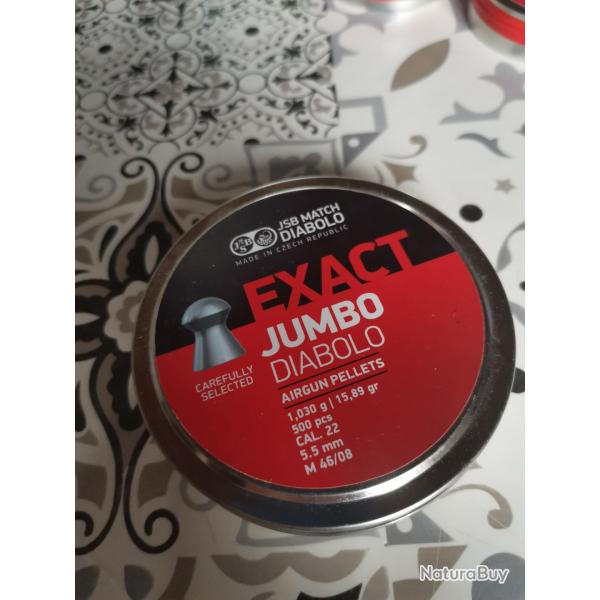 JSB
JSB MATCH
DIABOLO
MADE IN CZECH REPUBLIC
EXACT
JUMBO
DIABOLO
CAREFULLY
SELECTED
AIRGUN PELLETS
1,030 g | 15,89 gr
500 pcs
CAL. 22
5.5 mm
M 46/08
NaturaBuy